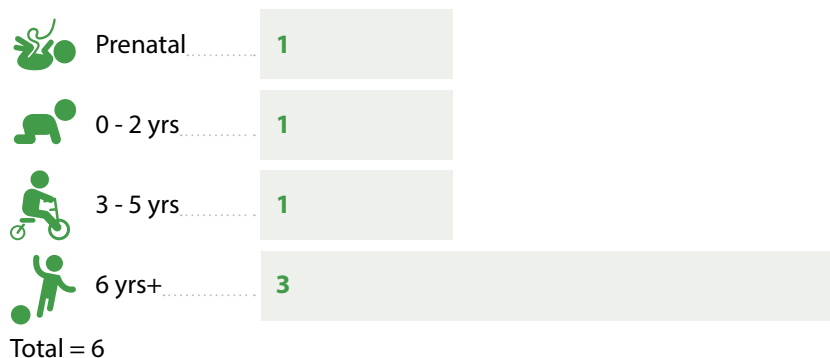 Prenatal 1
0 - 2 yrs 1
3 - 5 yrs 1
6 yrs+ 3
Total = 6